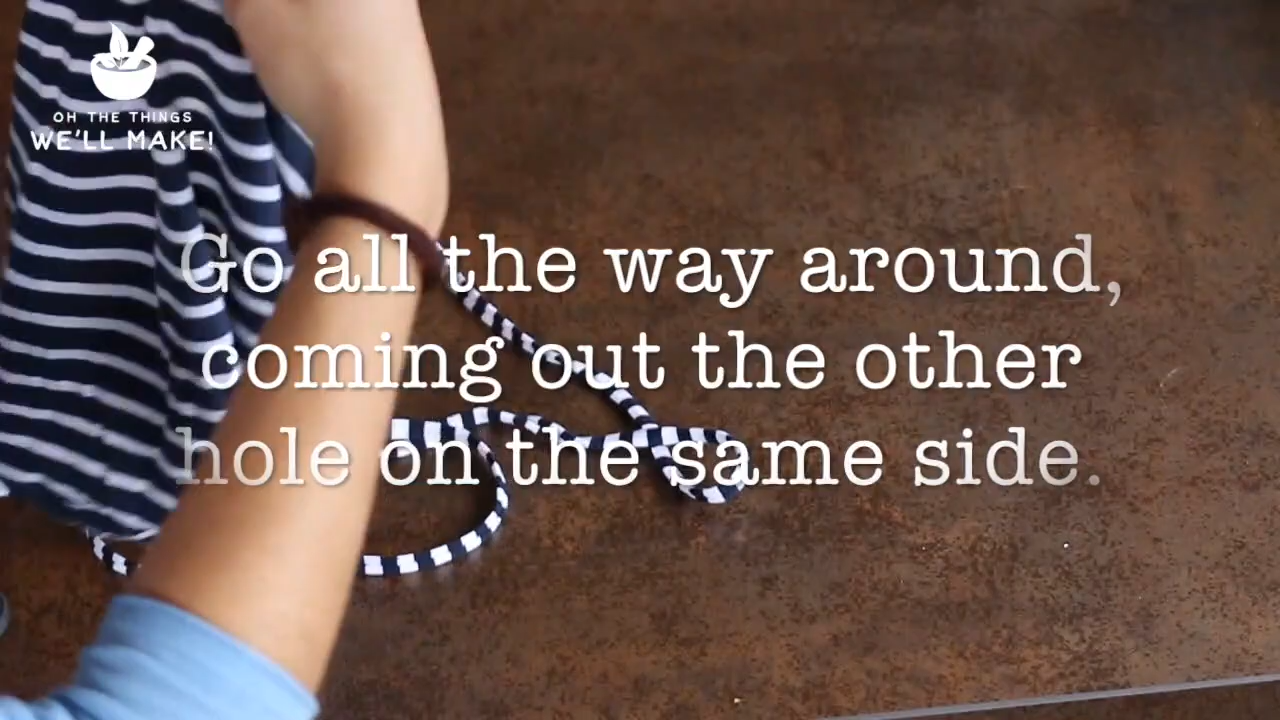 OH THE THINGS
WE'LL MAKE!
Go all the way around,
coming out the other
hole on the same side.